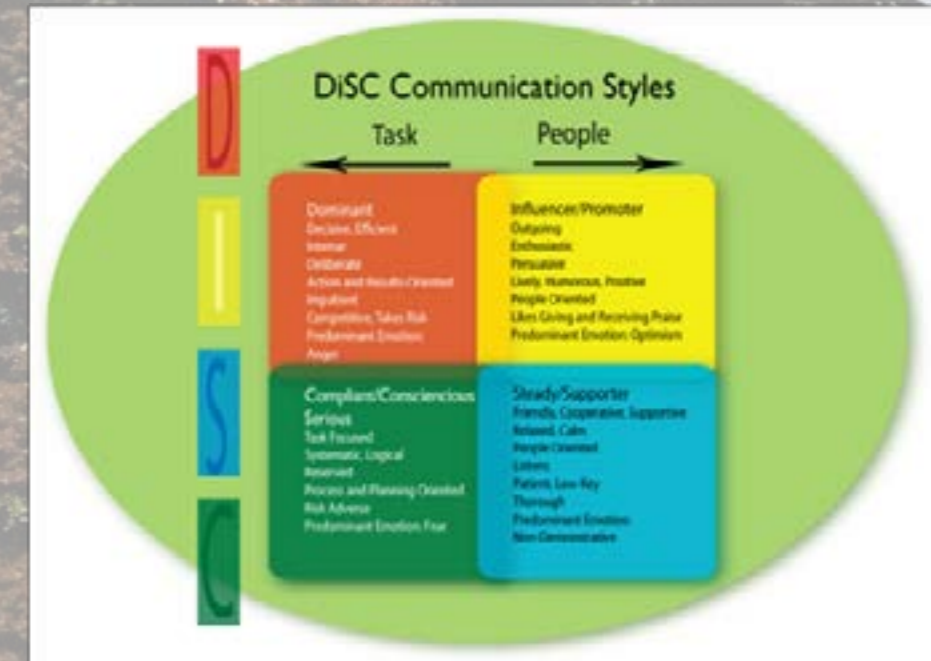 D
I
S
C
DiSC Communication Styles
Task
People
Dominant
Decisive, Efficient
Intense
Deliberate
Action and Results Oriented
Impatient
Competitive, Takes Risk
Predominant Emotion:
Anger
Influencer/Promoter
Outgoing
Enthusiastic
Persuasive
Lively, Humorous, Positive
People Oriented
Likes Giving and Receiving Praise
Predominant Emotion: Optimism
Compliant/Consciencious
Serious
Task Focused
Systematic, Logical
Reserved
Process and Planning Oriented
Risk Adverse
Predominant Emotion: Fear
Steady/Supporter
Friendly, Cooperative, Supportive
Relaxed, Calm
People Oriented
Listens
Patient, Low-Key
Thorough
Predominant Emotion:
Non-Demonstrative